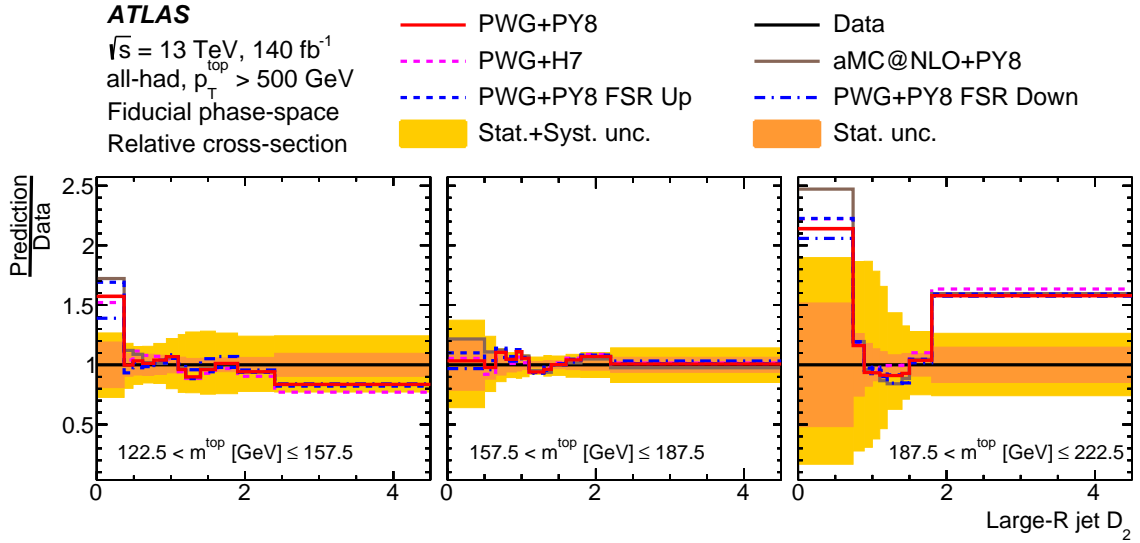 ATLAS
√s = 13 TeV, 140 fb⁻¹
all-had, p_T^top > 500 GeV
Fiducial phase-space
Relative cross-section
PWG+PY8
PWG+H7
PWG+PY8 FSR Up
Stat.+Syst. unc.
Data
aMC@NLO+PY8
PWG+PY8 FSR Down
Stat. unc.
Prediction
Data
2.5
2
1.5
1
0.5
122.5 < m^top [GeV] ≤ 157.5
157.5 < m^top [GeV] ≤ 187.5
187.5 < m^top [GeV] ≤ 222.5
0 2 4
0 2 4
0 2 4
Large-R jet D₂